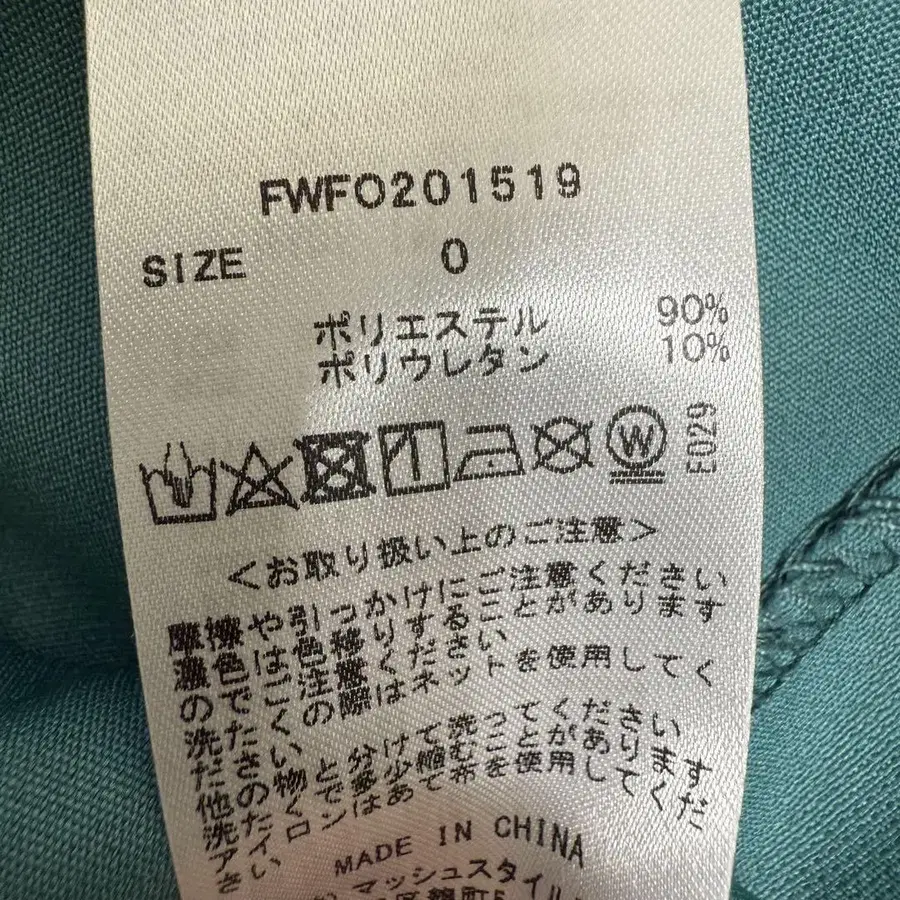 FWFO201519
SIZE 0
ポリエステル 90%
ポリウレタン 10%
W
E029
<お取り扱い上のご注意>
摩擦や引っかけにご注意ください
濃色は色移りすることがあります
のでご注意ください
洗たくの際はネットを使用してく
ださい
他の物と分けて洗ってください
洗たくで多少縮むことがあります
アイロンはあて布を使用してくだ
さい
MADE IN CHINA
マッシュスタイル